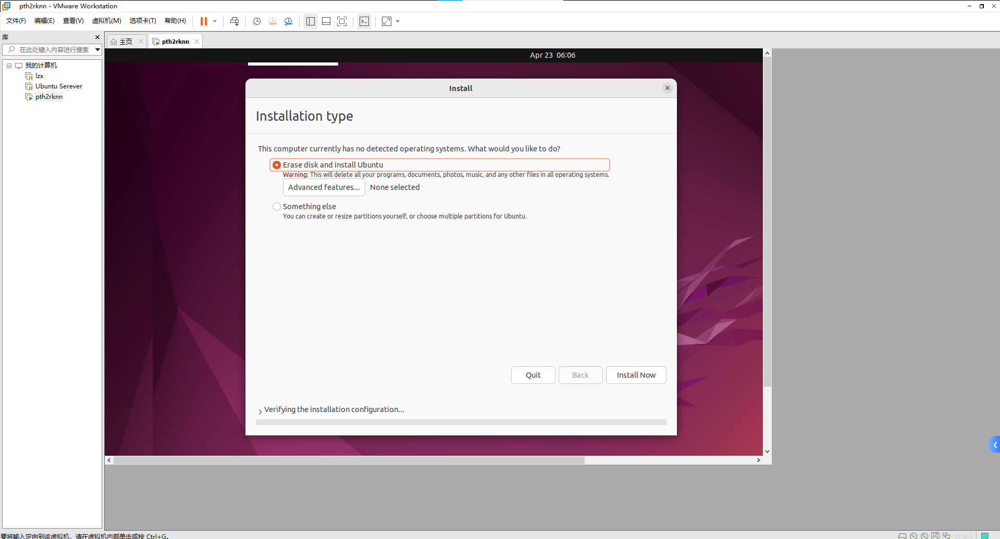 pth2rknn - VMware Workstation
文件(F) 编辑(E) 查看(V) 虚拟机(M) 选项卡(T) 帮助(H)
库
主页
pth2rknn
在此处键入内容进行搜索
我的计算机
lzx
Ubuntu Serever
pth2rknn
Apr 23 06:06
Install
Installation type
This computer currently has no detected operating systems. What would you like to do?
Erase disk and install Ubuntu
Warning: This will delete all your programs, documents, photos, music, and any other files in all operating systems.
Advanced features... None selected
Something else
You can create or resize partitions yourself, or choose multiple partitions for Ubuntu.
Quit Back Install Now
Verifying the installation configuration...
要将输入定向到该虚拟机，请在虚拟机内部单击或按 Ctrl+G。